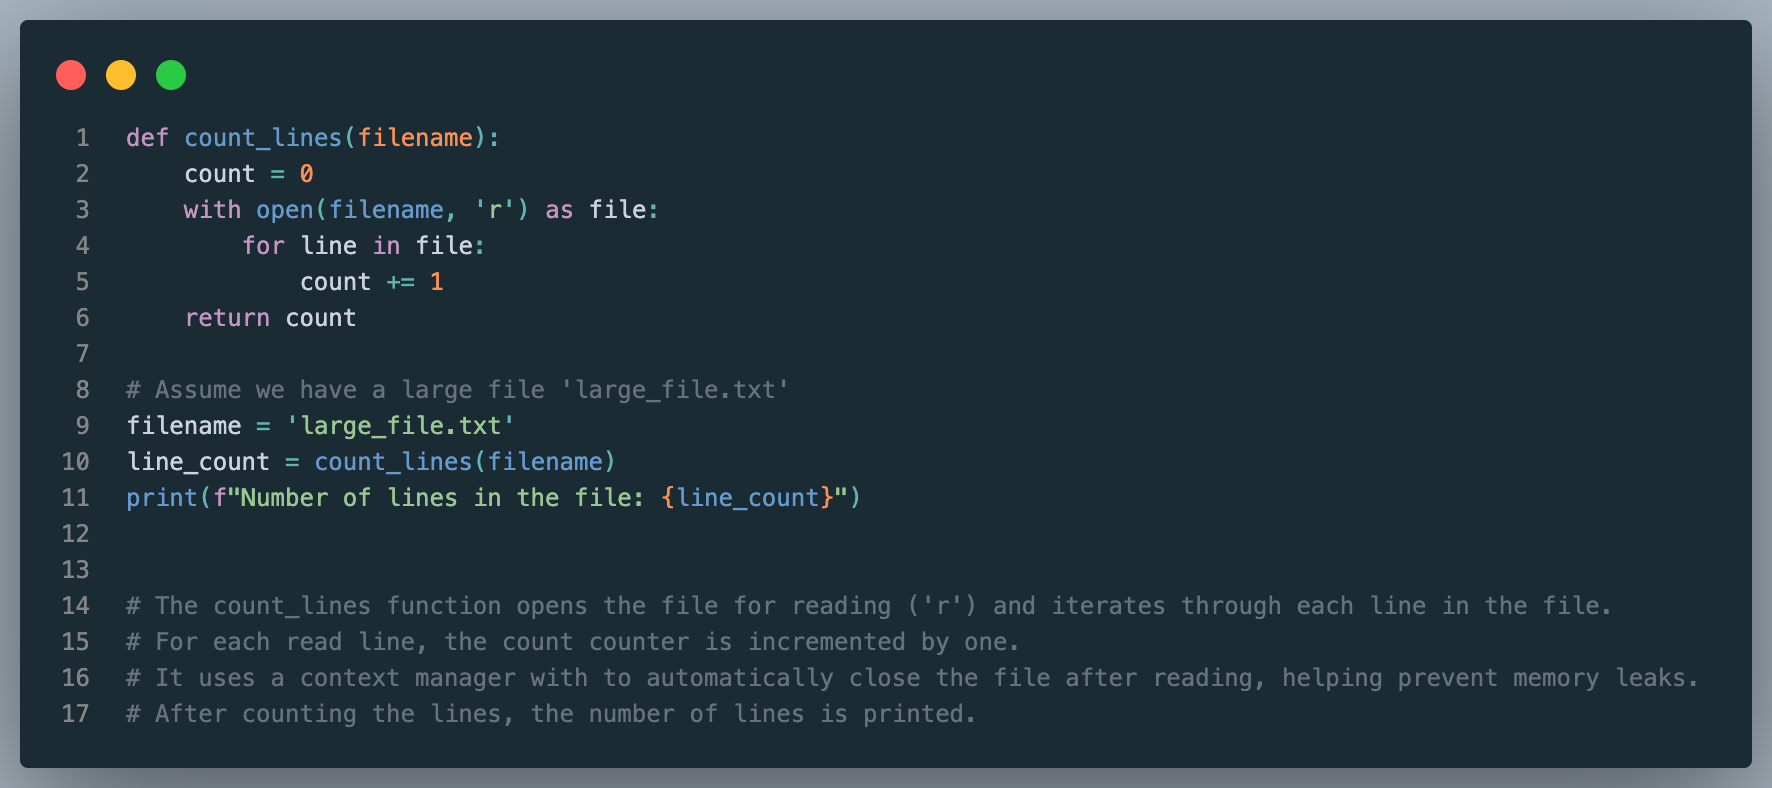 1 def count_lines(filename):
2     count = 0
3     with open(filename, 'r') as file:
4         for line in file:
5             count += 1
6     return count
7
8 # Assume we have a large file 'large_file.txt'
9 filename = 'large_file.txt'
10 line_count = count_lines(filename)
11 print(f"Number of lines in the file: {line_count}")
12
13
14 # The count_lines function opens the file for reading ('r') and iterates through each line in the file.
15 # For each read line, the count counter is incremented by one.
16 # It uses a context manager with to automatically close the file after reading, helping prevent memory leaks.
17 # After counting the lines, the number of lines is printed.